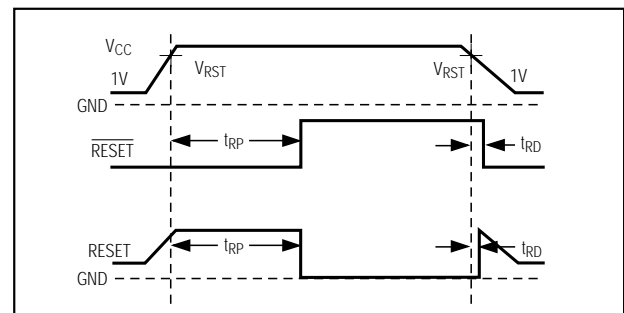 VCC
1V VRST VRST 1V
GND
RESET tRP tRD
RESET tRP tRD
GND